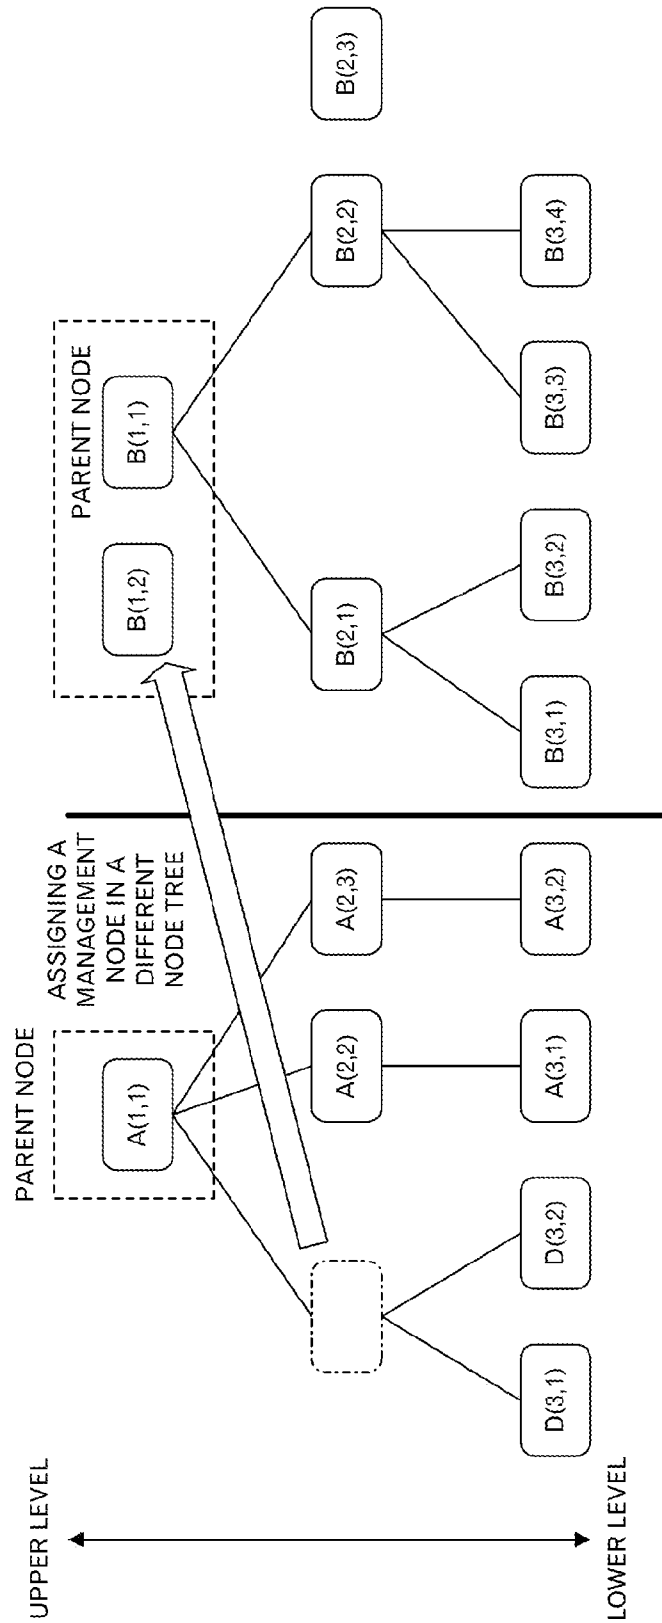 UPPER LEVEL
LOWER LEVEL
PARENT NODE
A(1,1)
ASSIGNING A
MANAGEMENT
NODE IN A
DIFFERENT
NODE TREE
A(2,2)
A(2,3)
D(3,1)
D(3,2)
A(3,1)
A(3,2)
PARENT NODE
B(1,2)
B(1,1)
B(2,1)
B(2,2)
B(2,3)
B(3,1)
B(3,2)
B(3,3)
B(3,4)